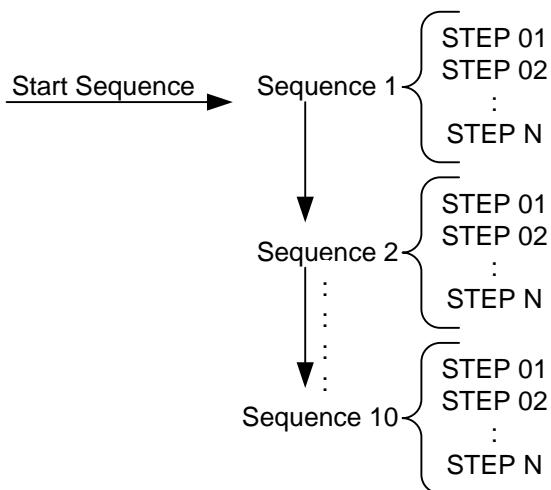 Start Sequence
Sequence 1
STEP 01
STEP 02
:
STEP N
Sequence 2
STEP 01
STEP 02
:
STEP N
:
:
:
:
Sequence 10
STEP 01
STEP 02
:
STEP N